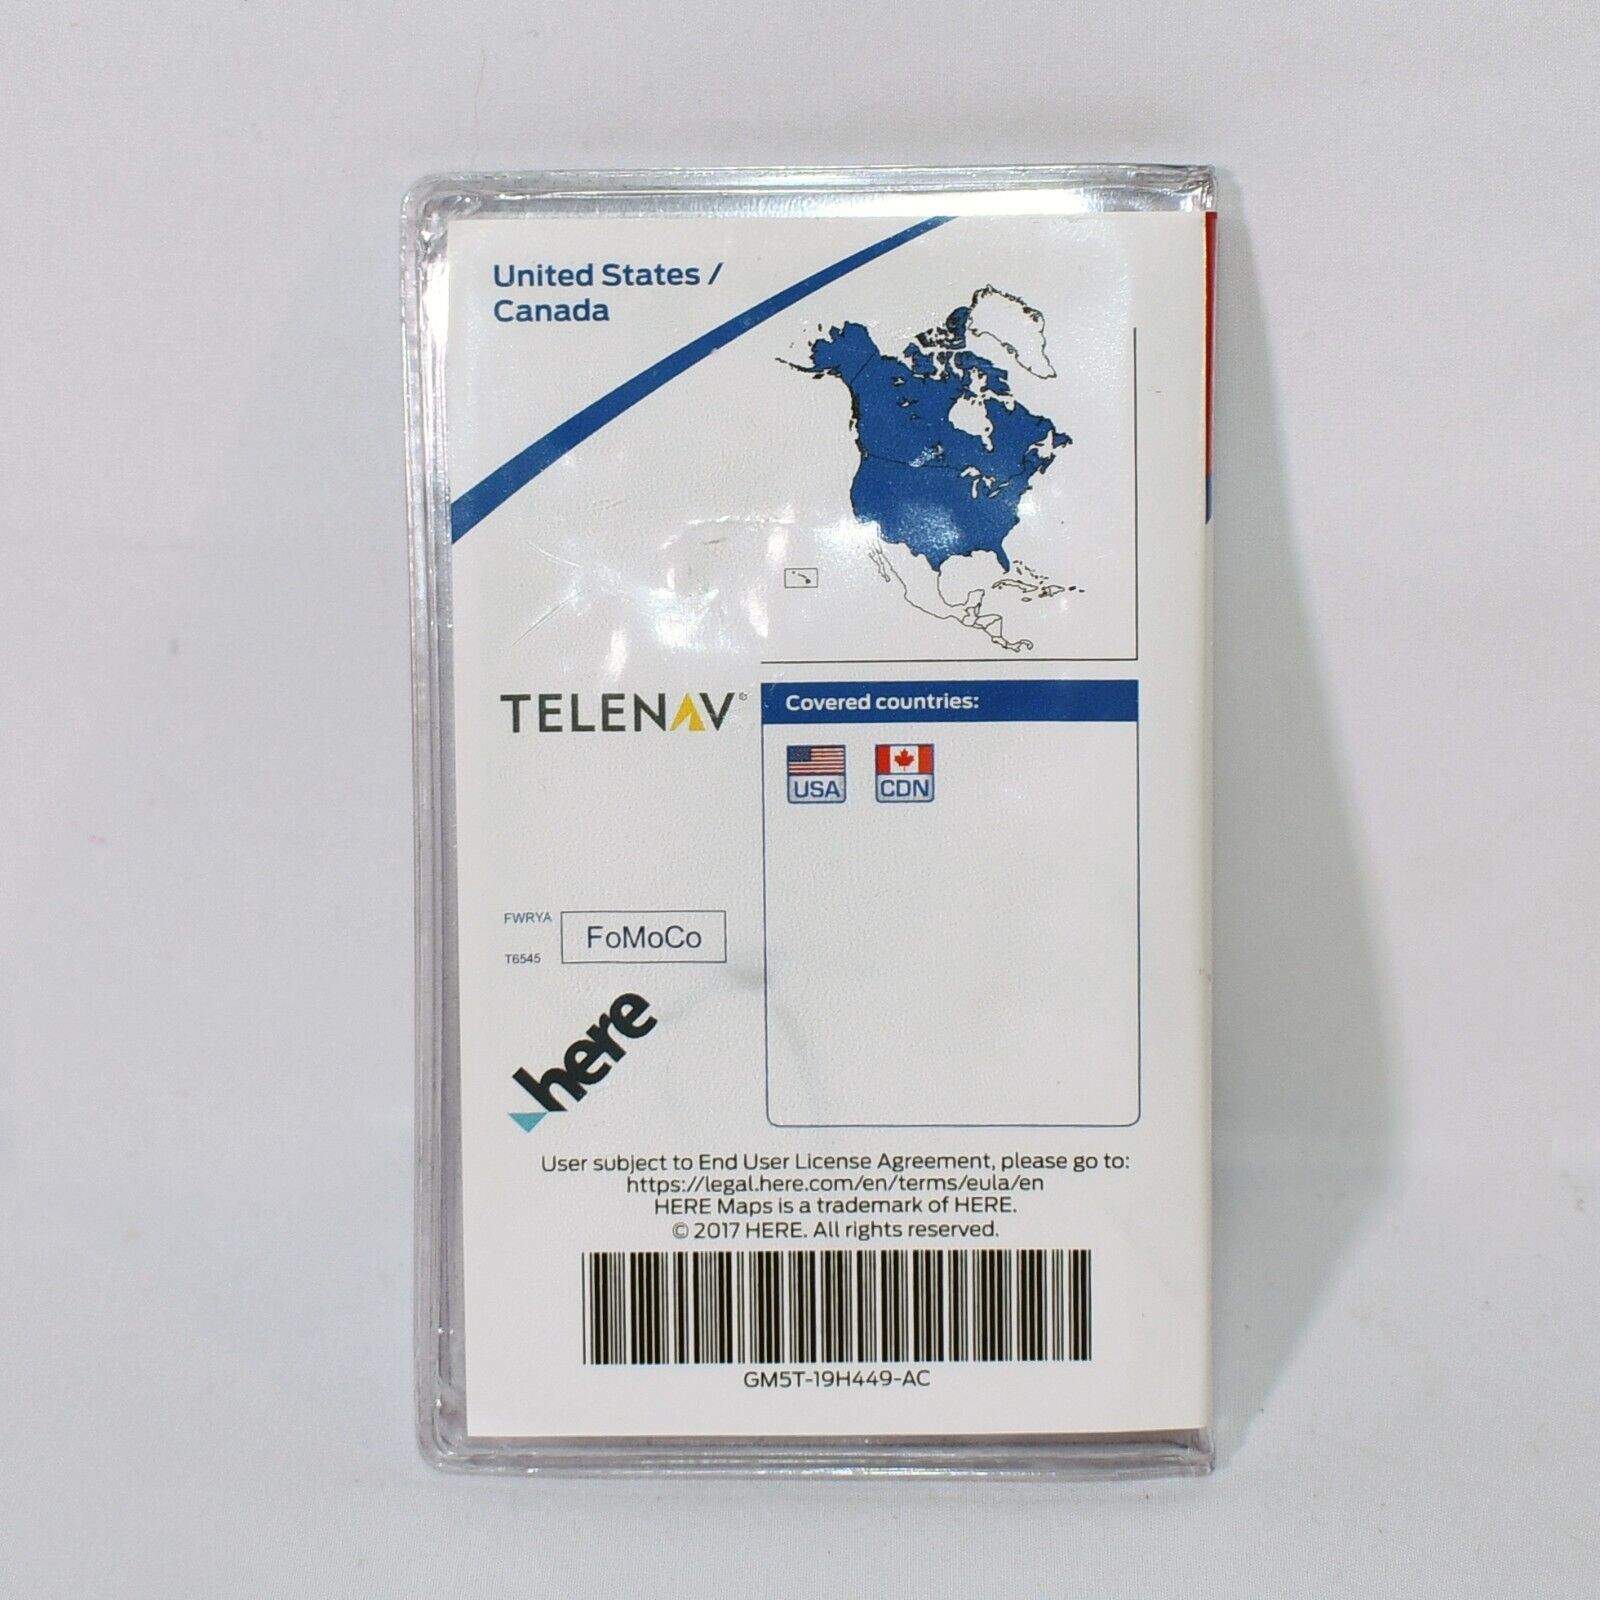 United States /
Canada
TELENAV®
Covered countries:
USA CDN
FWRYA
FoMoCo
T6545
here
User subject to End User License Agreement, please go to:
https://legal.here.com/en/terms/eula/en
HERE Maps is a trademark of HERE.
© 2017 HERE. All rights reserved.
GM5T-19H449-AC